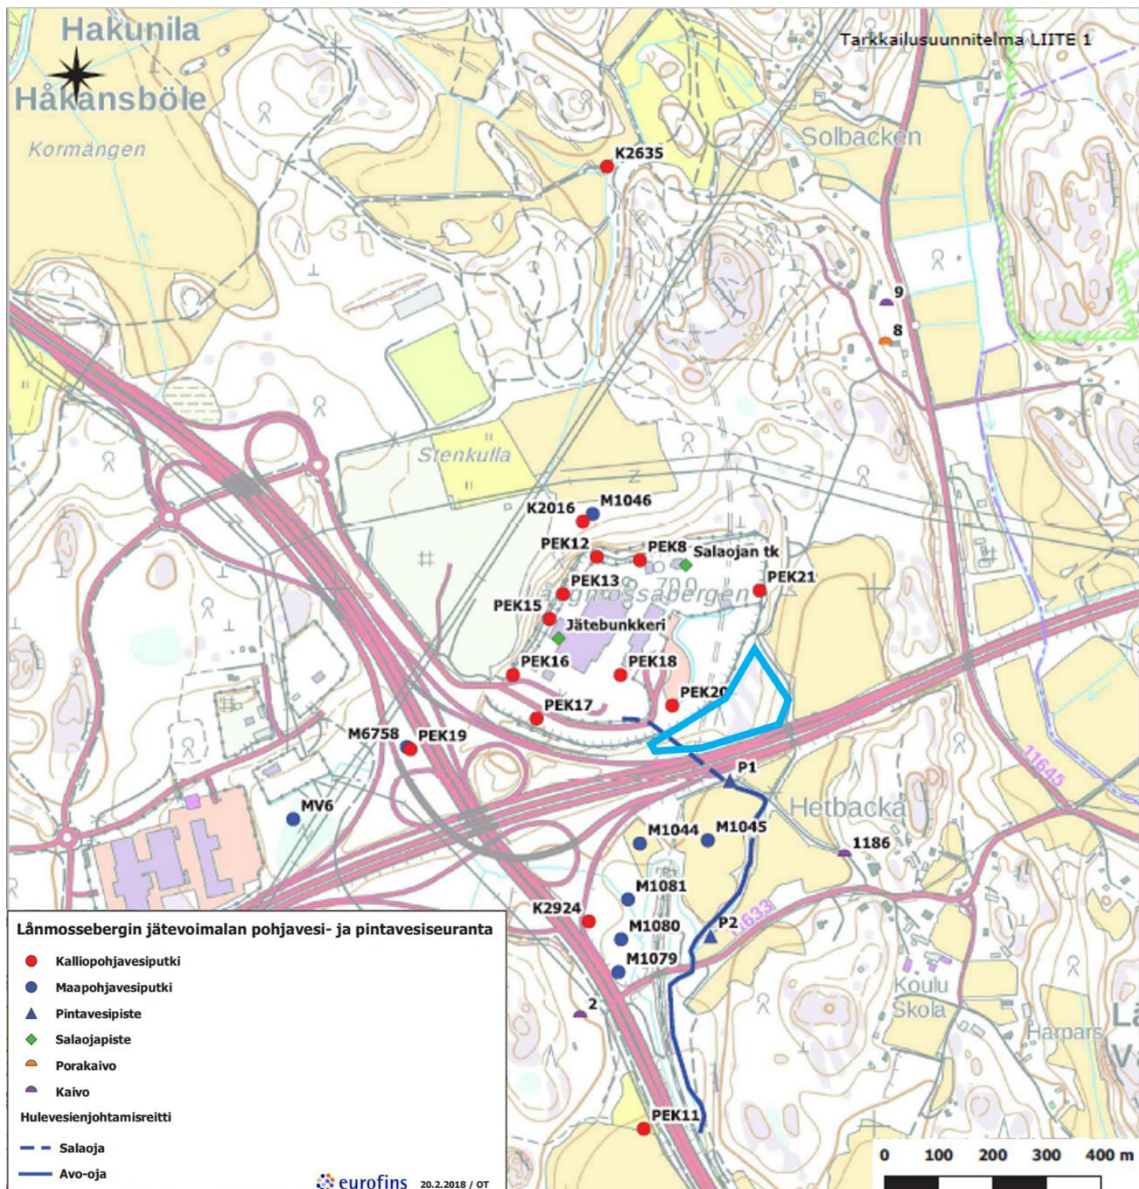 Hakunila
Tarkkailusuunnitelma LIITE 1
Håkansböle
Kormängen
Solbacken
K2635
9
8
Stenkulla
M1046
K2016
PEK12
PEK8
Salaojan tk
PEK13
PEK21
PEK15
Jätebunkkeri
PEK16
PEK18
PEK20
PEK17
M6758
PEK19
P1
11645
MV6
Hetbacka
M1044
M1045
1186
M1081
K2924
M1080
P2
11633
M1079
2
Koulu
Skola
Harpars
PEK11
Lånmossebergin jätevoimalan pohjavesi- ja pintavesiseuranta
Kalliopohjavesiputki
Maapohjavesiputki
Pintavesipiste
Salaojapiste
Porakaivo
Kaivo
Hulevesienjohtamisreitti
Salaoja
Avo-oja
eurofins 20.2.2018 / OT
0 100 200 300 400 m